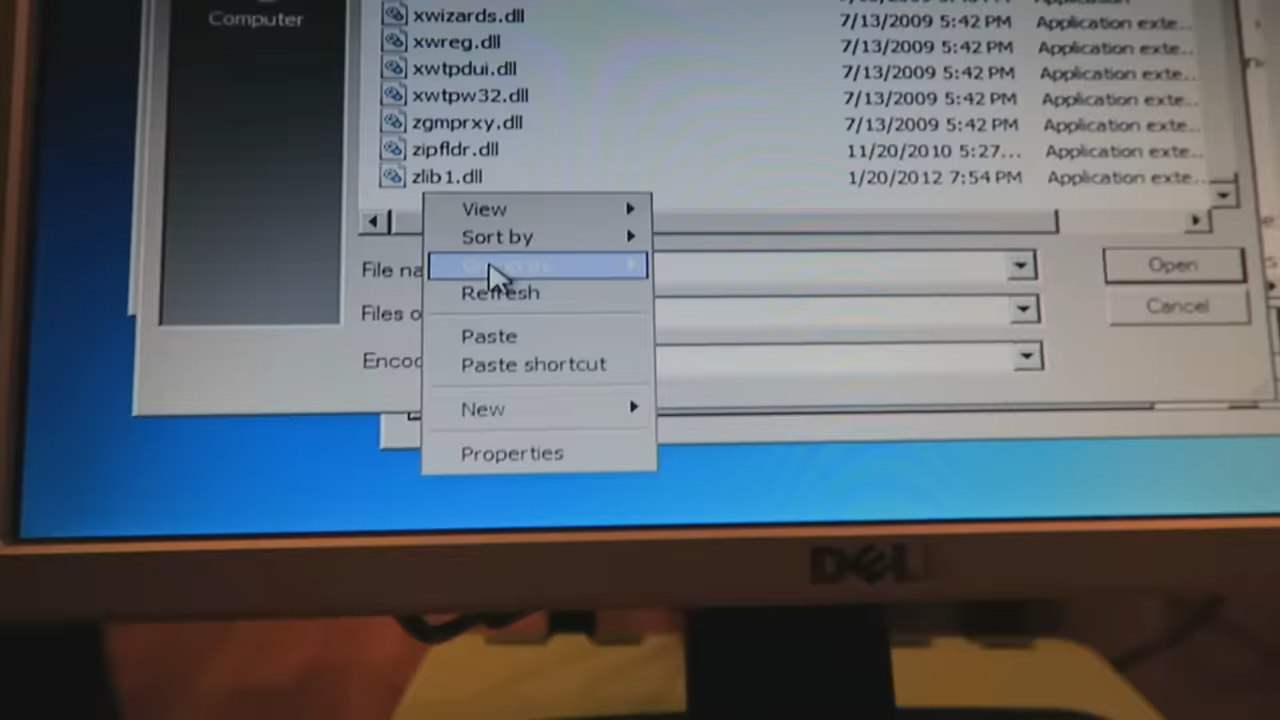 Computer
xwizards.dll 7/13/2009 5:42 PM Application exte...
xwreg.dll 7/13/2009 5:42 PM Application exte...
xwtpdui.dll 7/13/2009 5:42 PM Application exte...
xwtpw32.dll 7/13/2009 5:42 PM Application exte...
zgmprxy.dll 7/13/2009 5:42 PM Application exte...
zipfldr.dll 11/20/2010 5:27... Application exte...
zlib1.dll 1/20/2012 7:54 PM Application exte...
View
Sort by
Refresh
Paste
Paste shortcut
New
Properties
File na
Files o
Encod
Open
Cancel
DELL